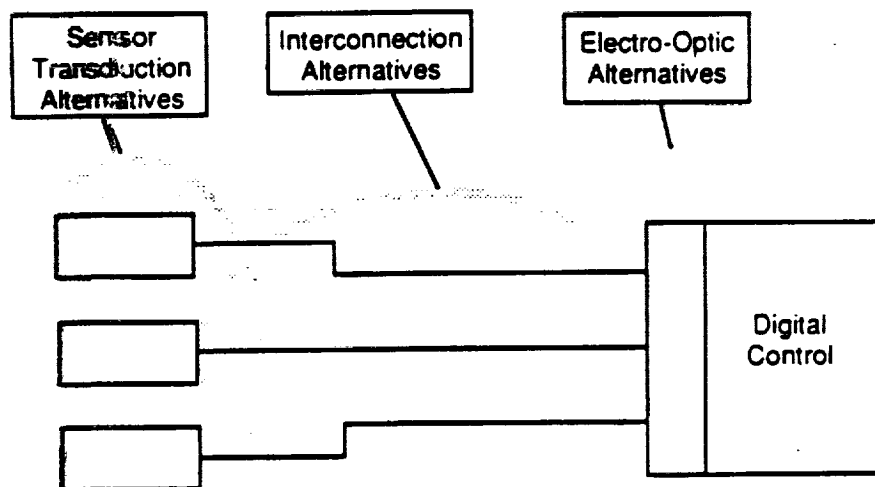 Sensor
Transduction
Alternatives
Interconnection
Alternatives
Electro-Optic
Alternatives
Digital
Control